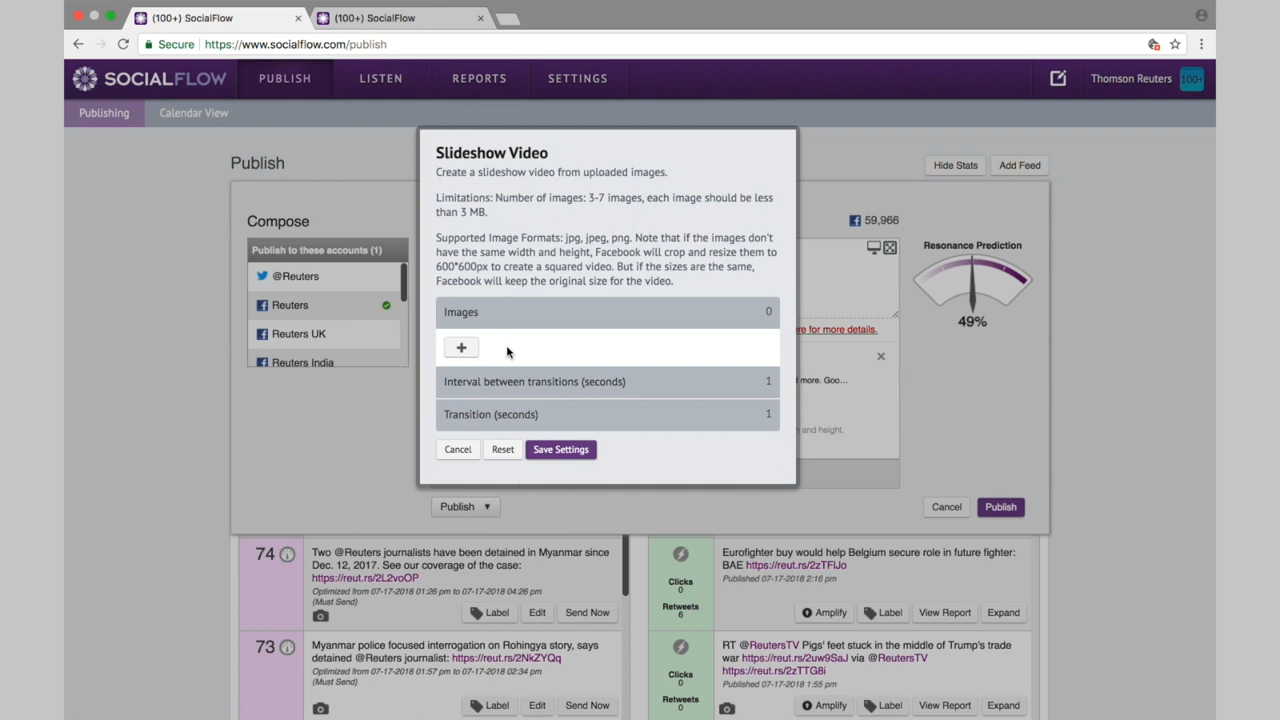 (100+) SocialFlow
(100+) SocialFlow
Secure https://www.socialflow.com/publish
SOCIALFLOW
PUBLISH
LISTEN
REPORTS
SETTINGS
Thomson Reuters
100+
Publishing
Calendar View
Publish
Hide Stats
Add Feed
Compose
Publish to these accounts (1)
@Reuters
Reuters
Reuters UK
Reuters India
Slideshow Video
Create a slideshow video from uploaded images.
Limitations: Number of images: 3-7 images, each image should be less
than 3 MB.
Supported Image Formats: jpg, jpeg, png. Note that if the images don't
have the same width and height, Facebook will crop and resize them to
600*600px to create a squared video. But if the sizes are the same,
Facebook will keep the original size for the video.
Images 0
+
Interval between transitions (seconds) 1
Transition (seconds) 1
Cancel
Reset
Save Settings
59,966
re for more details.
more. Goo...
h and height.
Resonance Prediction
49%
Publish ▼
Cancel
Publish
74
Two @Reuters journalists have been detained in Myanmar since
Dec. 12, 2017. See our coverage of the case:
https://reut.rs/2L2voOP
Optimized from 07-17-2018 01:26 pm to 07-17-2018 04:26 pm
(Must Send)
Label
Edit
Send Now
73
Myanmar police focused interrogation on Rohingya story, says
detained @Reuters journalist: https://reut.rs/2NkZYQq
Optimized from 07-17-2018 01:57 pm to 07-17-2018 02:34 pm
(Must Send)
Label
Edit
Send Now
Clicks
0
Retweets
6
Eurofighter buy would help Belgium secure role in future fighter:
BAE https://reut.rs/2zTFlJo
Published 07-17-2018 2:16 pm
Amplify
Label
View Report
Expand
Clicks
0
Retweets
0
RT @ReutersTV Pigs' feet stuck in the middle of Trump's trade
war https://reut.rs/2uw9SaJ via @ReutersTV
https://reut.rs/2zTTG8i
Published 07-17-2018 1:55 pm
Amplify
Label
View Report
Expand